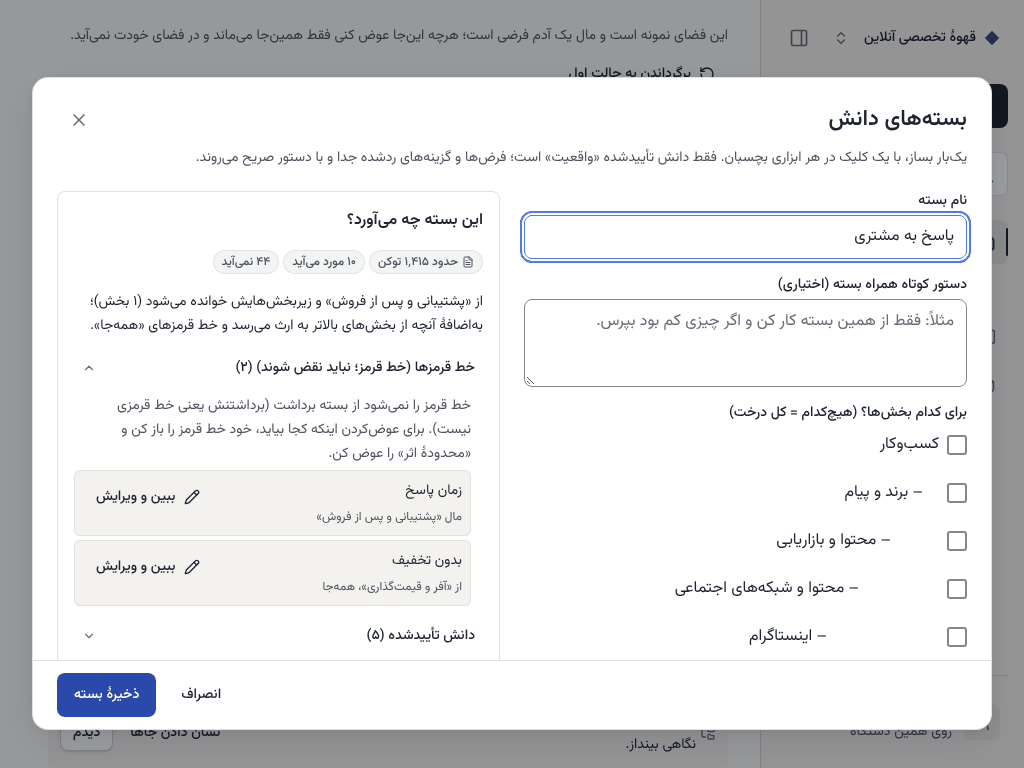 قهوهٔ تخصصی آنلاین
این فضای نمونه است و مال یک آدم فرضی است؛ هرچه این‌جا عوض کنی فقط همین‌جا می‌ماند و در فضای خودت نمی‌آید.
برگرداندن به حالت اول
بسته‌های دانش
یک‌بار بساز، با یک کلیک در هر ابزاری بچسبان. فقط دانش تأییدشده «واقعیت» است؛ فرض‌ها و گزینه‌های ردشده جدا و با دستور صریح می‌روند.
نام بسته
پاسخ به مشتری
دستور کوتاه همراه بسته (اختیاری)
مثلاً: فقط از همین بسته کار کن و اگر چیزی کم بود بپرس.
برای کدام بخش‌ها؟ (هیچ‌کدام = کل درخت)
کسب‌وکار
– برند و پیام
– محتوا و بازاریابی
– محتوا و شبکه‌های اجتماعی
– اینستاگرام
این بسته چه می‌آورد؟
حدود ۱٬۴۱۵ توکن
۱۰ مورد می‌آید
۴۴ نمی‌آید
از «پشتیبانی و پس از فروش» و زیربخش‌هایش خوانده می‌شود (۱ بخش)؛
به‌اضافهٔ آنچه از بخش‌های بالاتر به ارث می‌رسد و خط قرمزهای «همه‌جا».
خط قرمزها (خط قرمز؛ نباید نقض شوند) (۲)
خط قرمز را نمی‌شود از بسته برداشت (برداشتنش یعنی خط قرمزی
نیست). برای عوض‌کردن اینکه کجا بیاید، خود خط قرمز را باز کن و
«محدودهٔ اثر» را عوض کن.
زمان پاسخ
مال «پشتیبانی و پس از فروش»
ببین و ویرایش
بدون تخفیف
از «آفر و قیمت‌گذاری»، همه‌جا
ببین و ویرایش
دانش تأییدشده (۵)
انصراف
ذخیرهٔ بسته
روی همین دستگاه
نشان دادن جاها
دیدم
نگاهی بینداز.